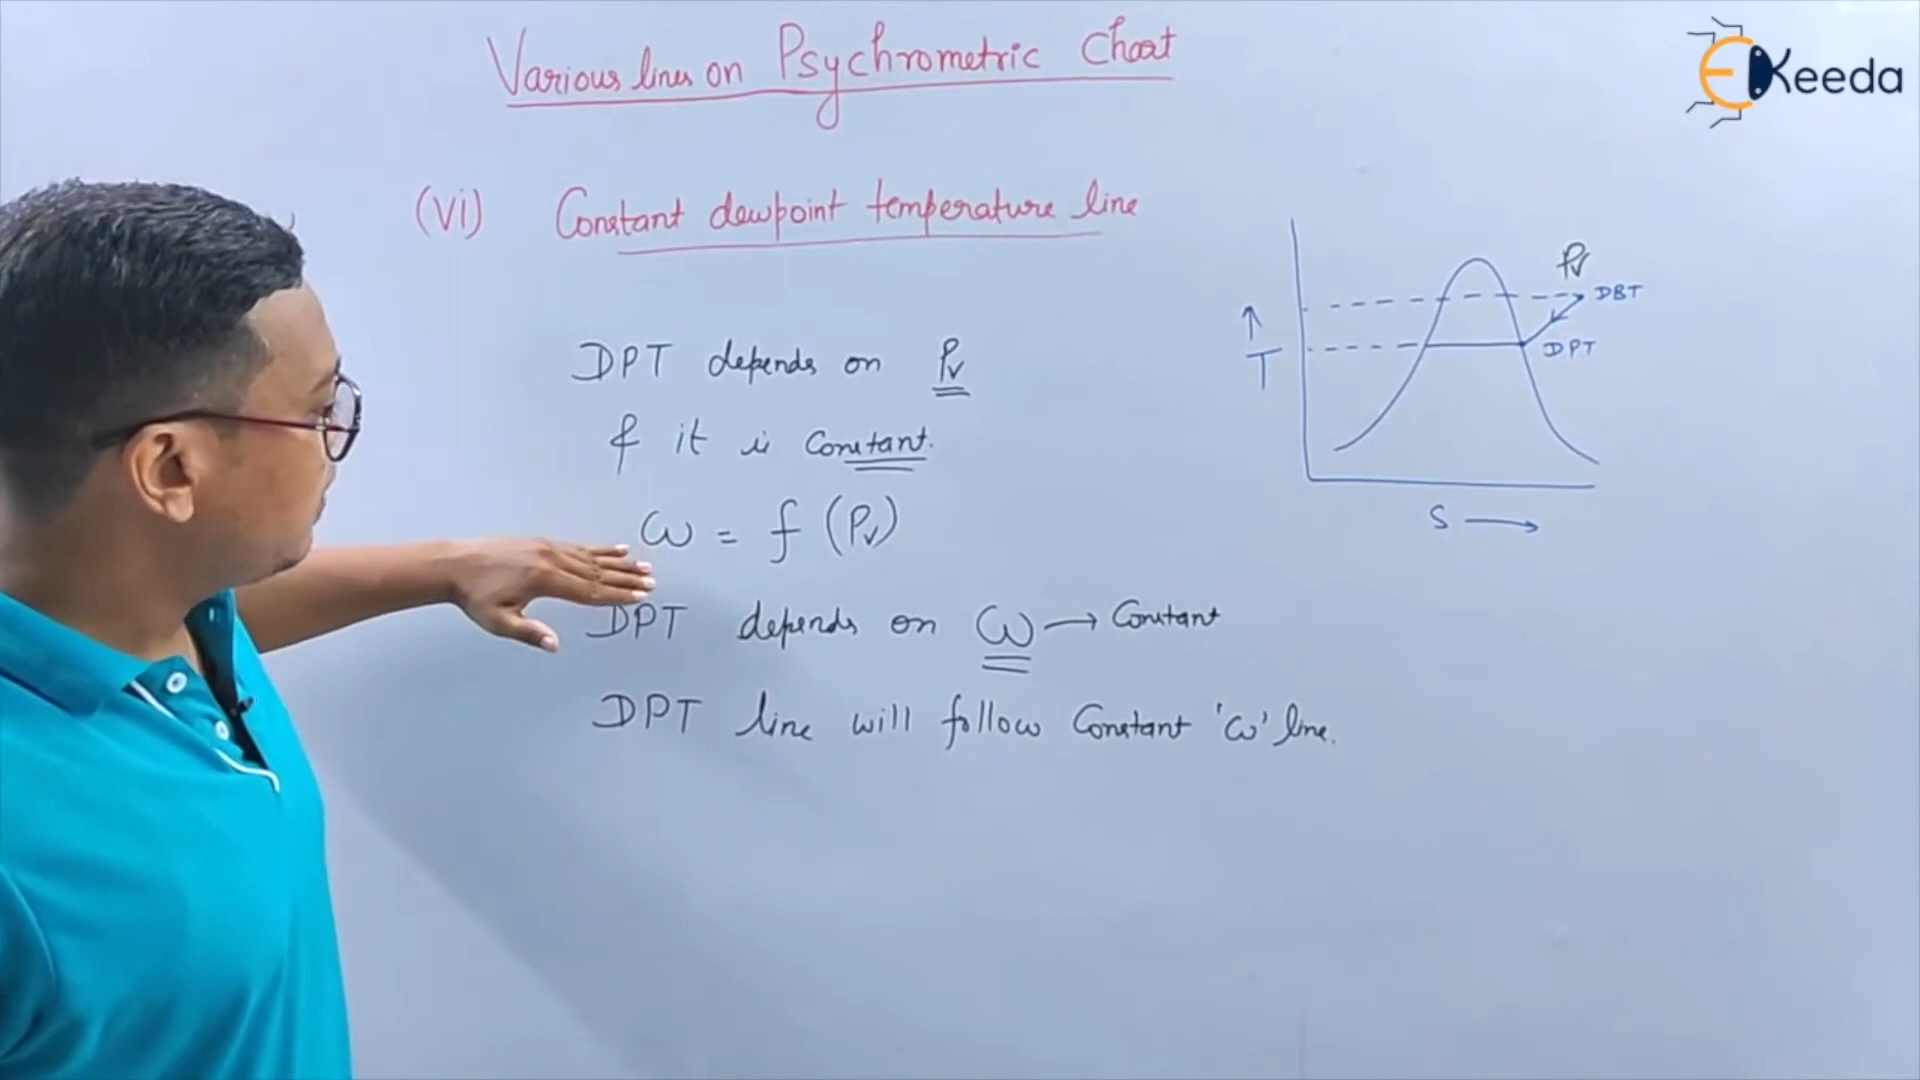 Various lines on Psychrometric Chart
EKeeda
(VI) Constant dewpoint temperature line
DPT depends on Pv
& it is Constant.
ω = f (Pv)
DPT depends on ω → Constant
DPT line will follow Constant 'ω' line.
Pv
DBT
DPT
T
S